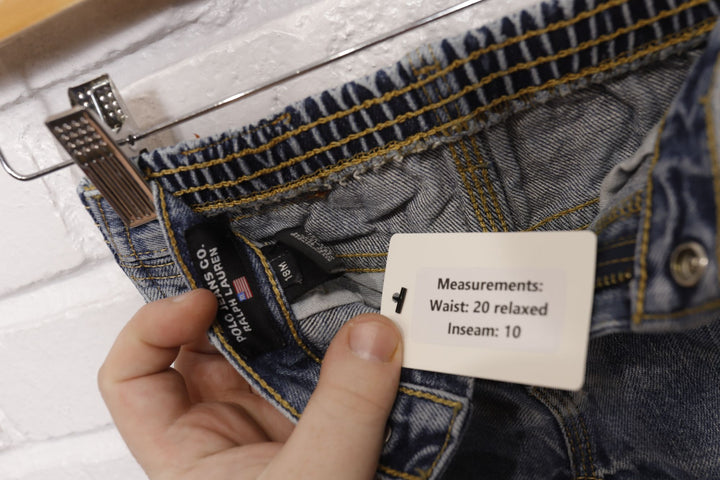 POLO JEANS CO.
RALPH LAUREN
18M
Measurements:
Waist: 20 relaxed
Inseam: 10